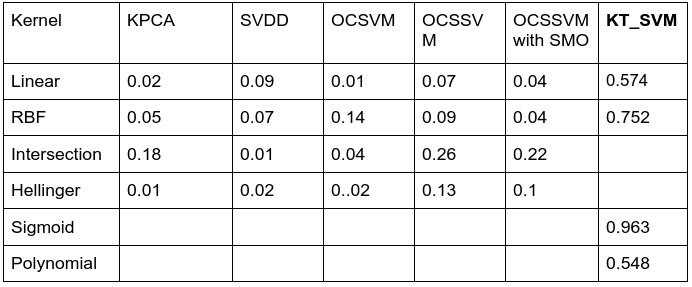 Kernel KPCA SVDD OCSVM OCSSV OCSSVM KT_SVM
M with SMO
Linear 0.02 0.09 0.01 0.07 0.04 0.574
RBF 0.05 0.07 0.14 0.09 0.04 0.752
Intersection 0.18 0.01 0.04 0.26 0.22
Hellinger 0.01 0.02 0..02 0.13 0.1
Sigmoid 0.963
Polynomial 0.548